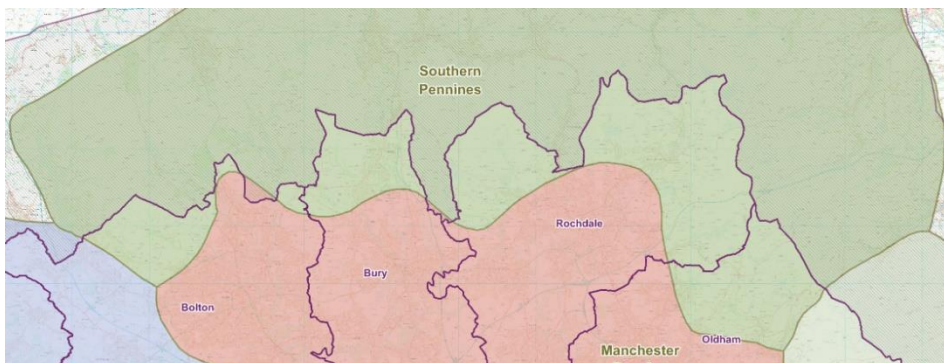 Southern
Pennines
Rochdale
Bury
Bolton
Oldham
Manchester